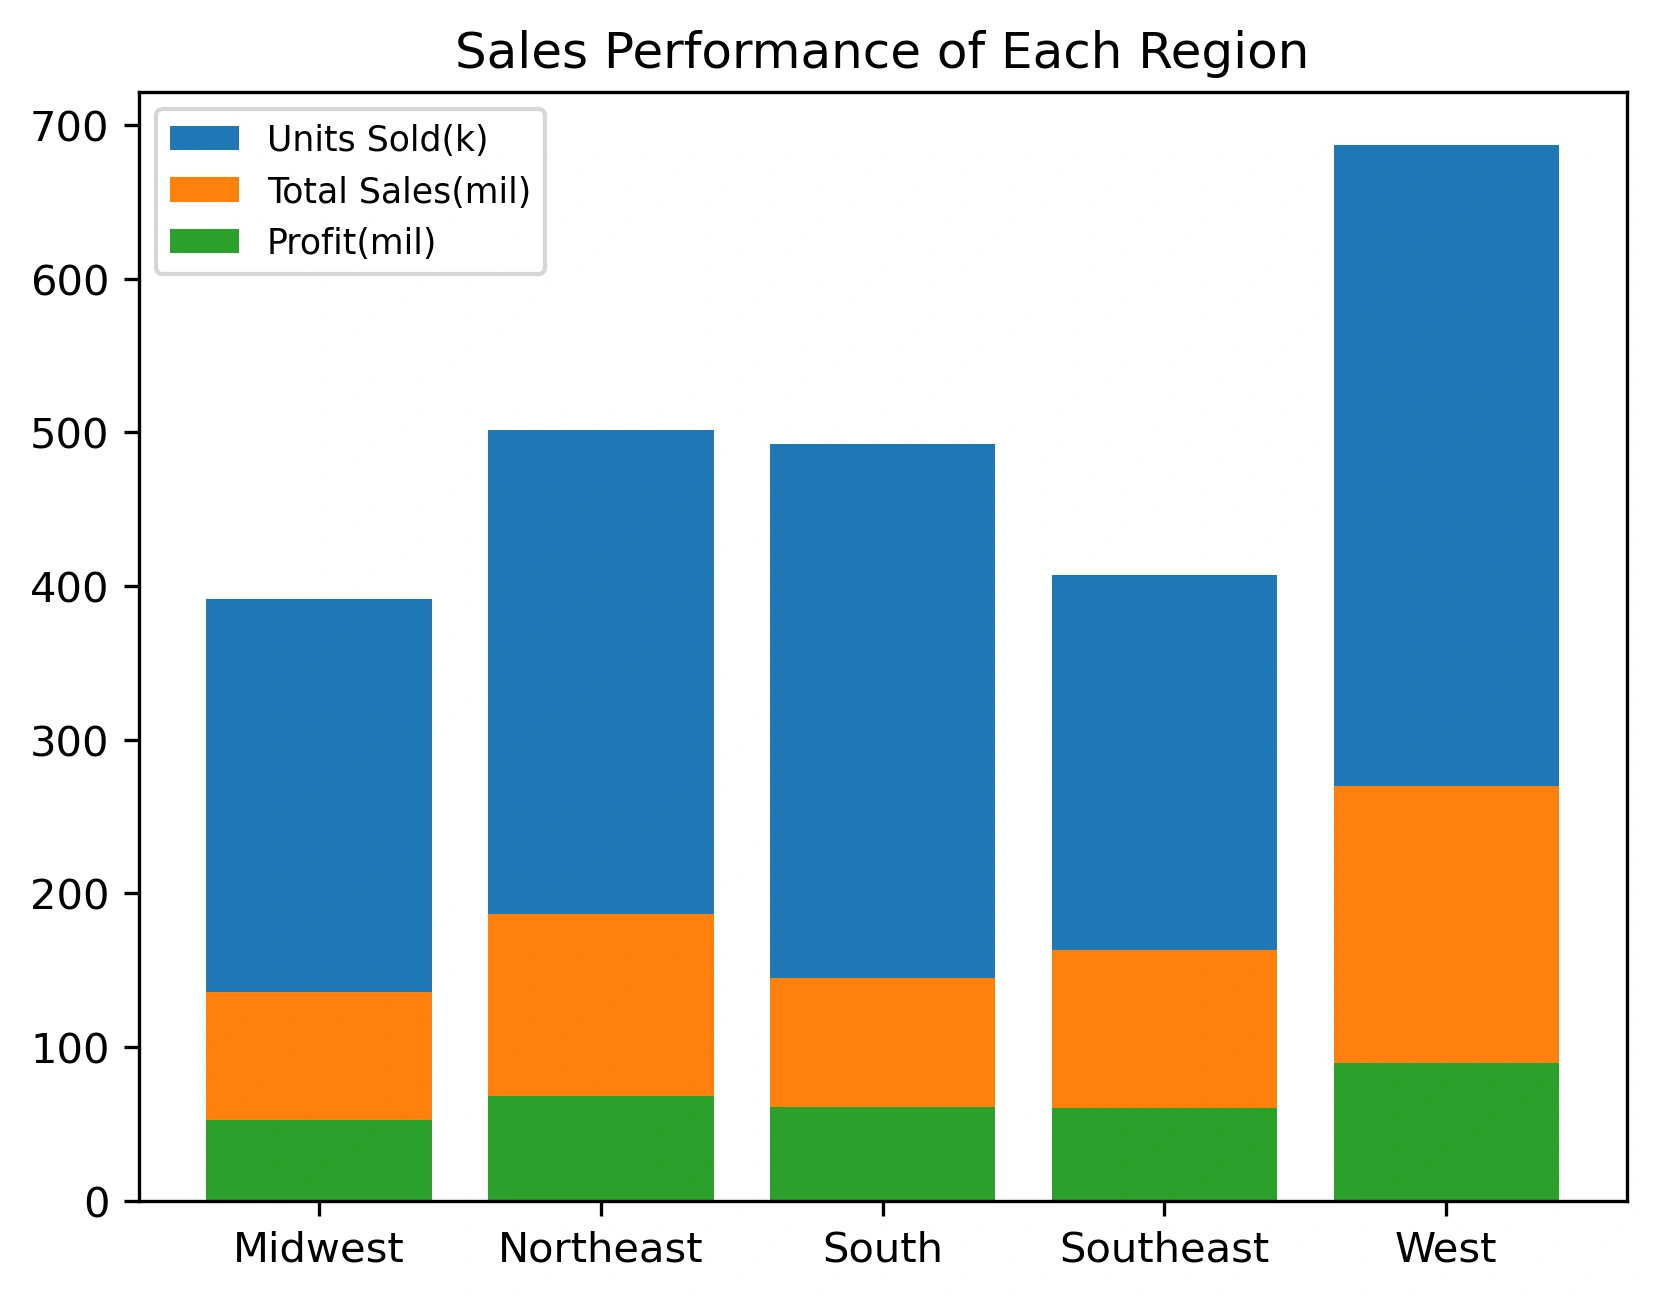 Sales Performance of Each Region
700
600
500
400
300
200
100
0
Units Sold(k)
Total Sales(mil)
Profit(mil)
Midwest Northeast South Southeast West